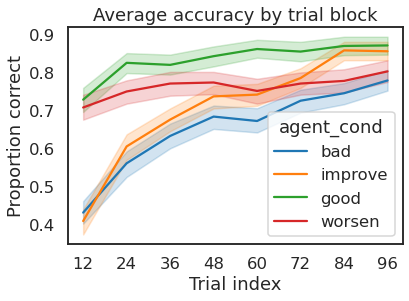 Average accuracy by trial block
Proportion correct
0.9
0.8
0.7
0.6
0.5
0.4
agent_cond
bad
improve
good
worsen
12 24 36 48 60 72 84 96
Trial index